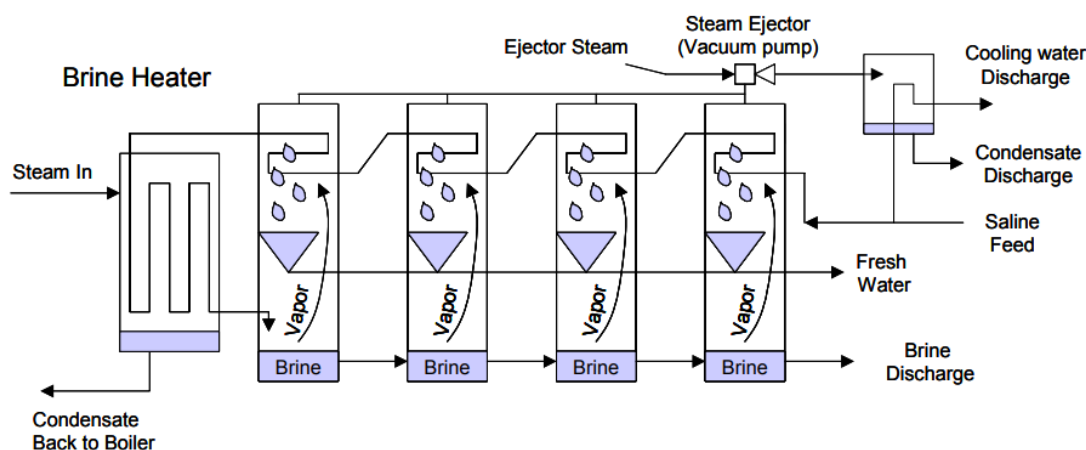 Steam Ejector
(Vacuum pump)
Ejector Steam
Cooling water
Discharge
Brine Heater
Steam In
Condensate
Discharge
Saline
Feed
Fresh
Water
Vapor
Vapor
Vapor
Vapor
Brine
Brine
Brine
Brine
Brine
Discharge
Condensate
Back to Boiler